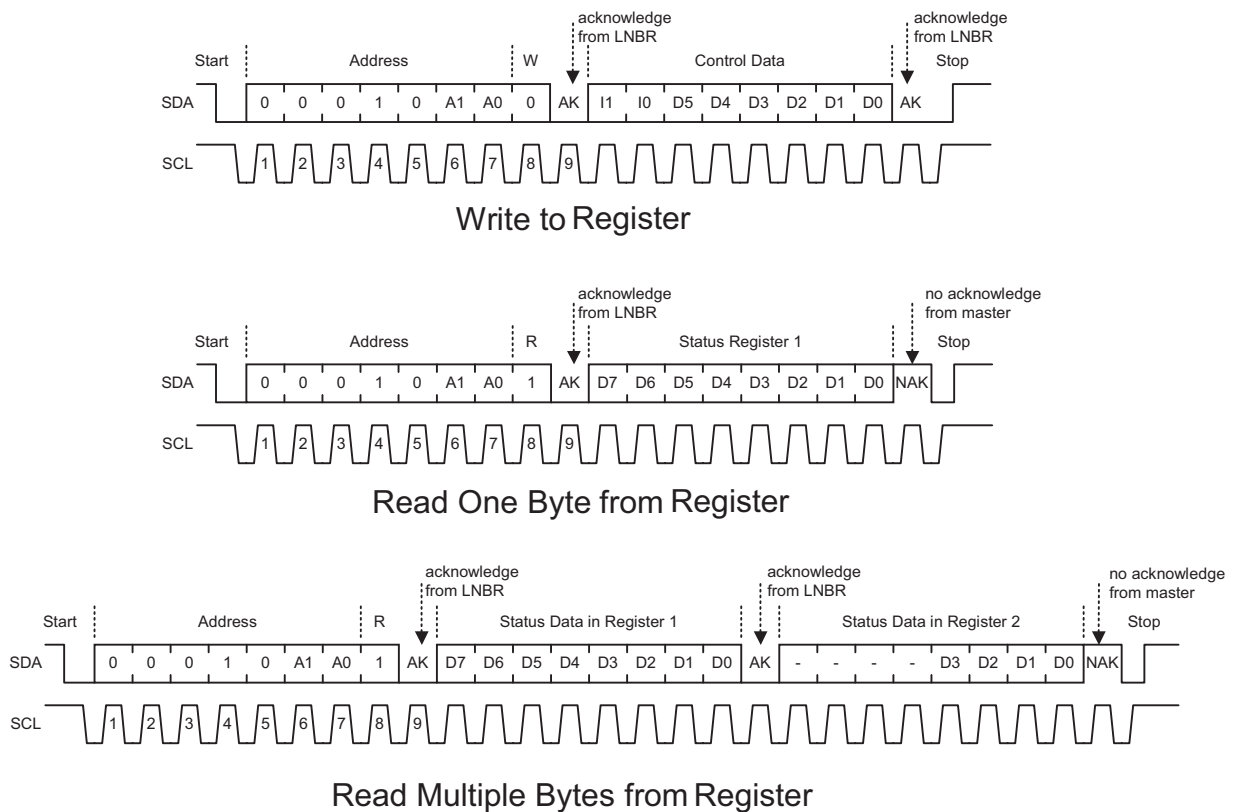 acknowledge
from LNBR
acknowledge
from LNBR
Start Address W Control Data Stop
SDA 0 0 0 1 0 A1 A0 0 AK I1 I0 D5 D4 D3 D2 D1 D0 AK
SCL 1 2 3 4 5 6 7 8 9
Write to Register
acknowledge
from LNBR
no acknowledge
from master
Start Address R Status Register 1 Stop
SDA 0 0 0 1 0 A1 A0 1 AK D7 D6 D5 D4 D3 D2 D1 D0 NAK
SCL 1 2 3 4 5 6 7 8 9
Read One Byte from Register
acknowledge
from LNBR
acknowledge
from LNBR
no acknowledge
from master
Start Address R Status Data in Register 1 Status Data in Register 2 Stop
SDA 0 0 0 1 0 A1 A0 1 AK D7 D6 D5 D4 D3 D2 D1 D0 AK - - - - D3 D2 D1 D0 NAK
SCL 1 2 3 4 5 6 7 8 9
Read Multiple Bytes from Register